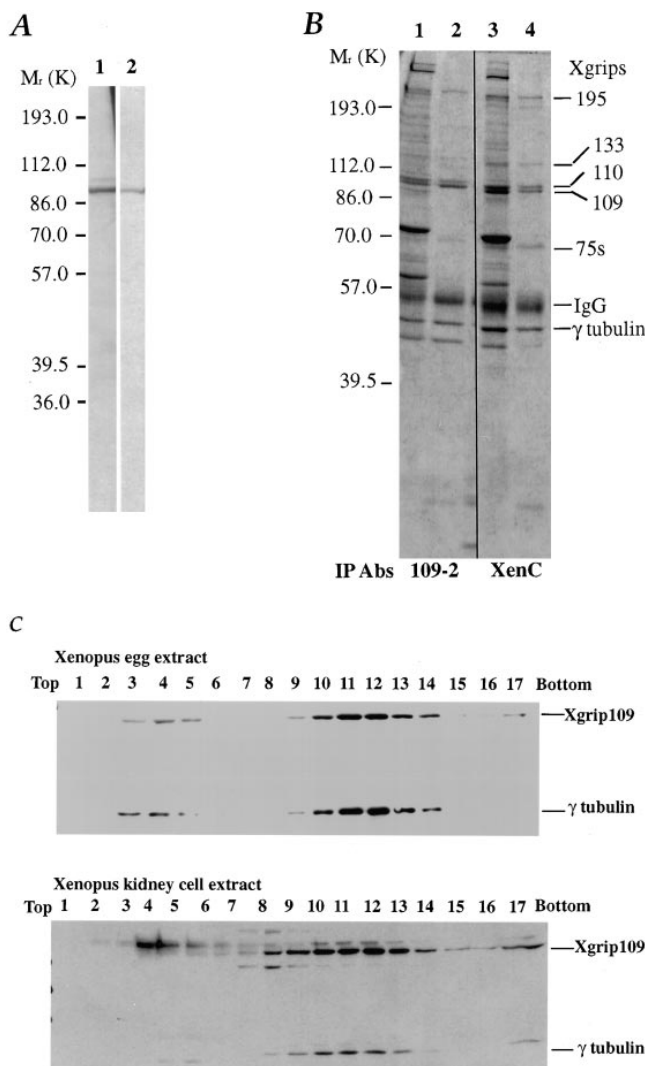 A
1 2
Mr (K)
193.0
112.0
86.0
70.0
57.0
39.5
36.0
B
1 2 3 4
Mr (K)
Xgrips
193.0
195
133
112.0
110
86.0
109
70.0
75s
57.0
IgG
γ tubulin
39.5
IP Abs 109-2 XenC
C
Xenopus egg extract
Top 1 2 3 4 5 6 7 8 9 10 11 12 13 14 15 16 17 Bottom
Xgrip109
γ tubulin
Xenopus kidney cell extract
Top 1 2 3 4 5 6 7 8 9 10 11 12 13 14 15 16 17 Bottom
Xgrip109
γ tubulin